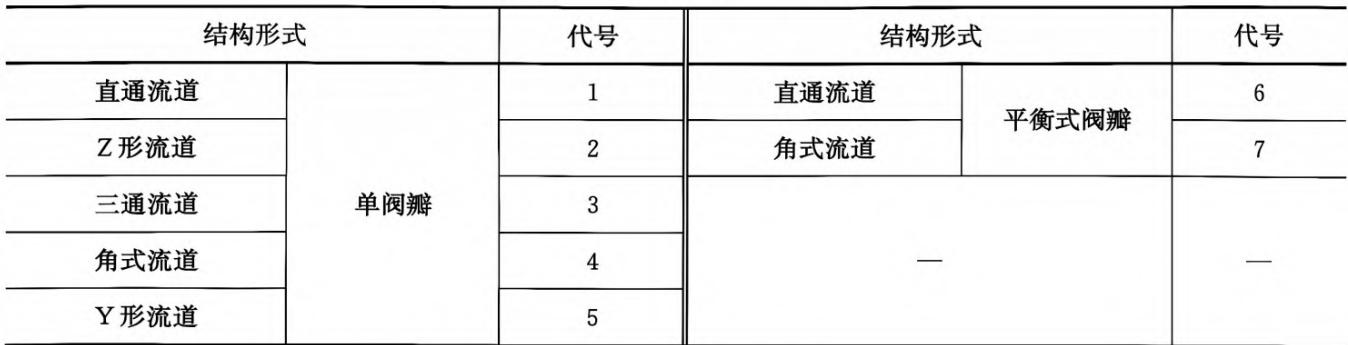 结构形式 代号 结构形式 代号
直通流道 单阀瓣 1 直通流道 平衡式阀瓣 6
Z形流道 2 角式流道 7
三通流道 3 — —
角式流道 4
Y形流道 5